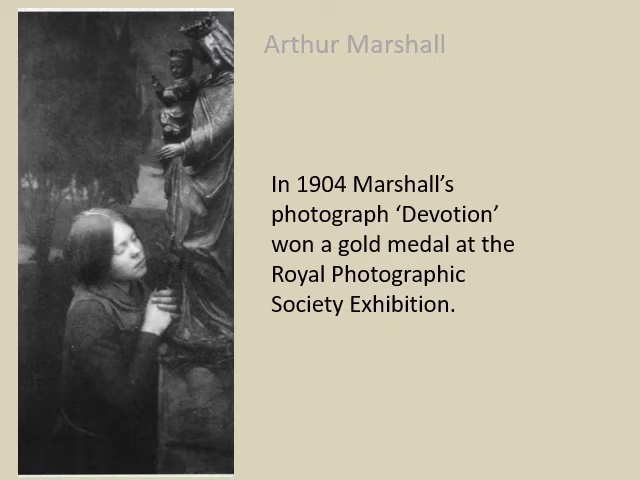 Arthur Marshall
In 1904 Marshall’s
photograph ‘Devotion’
won a gold medal at the
Royal Photographic
Society Exhibition.